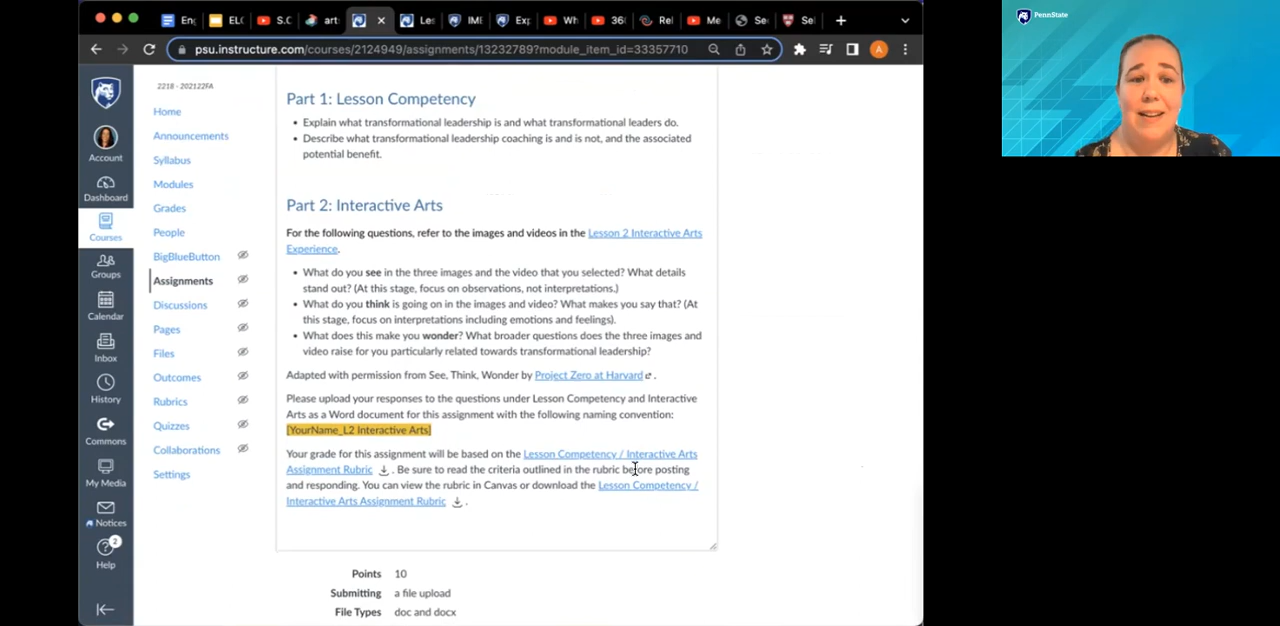 En
ELC
S.C
art
Les
IME
Exp
Wh
36
Rel
Me
Se
Sel
psu.instructure.com/courses/2124949/assignments/13232789?module_item_id=33357710
A
PennState
2218 - 202122FA
Account
Dashboard
Courses
Groups
Calendar
Inbox
History
Commons
My Media
Notices
2
Help
Home
Announcements
Syllabus
Modules
Grades
People
BigBlueButton
Assignments
Discussions
Pages
Files
Outcomes
Rubrics
Quizzes
Collaborations
Settings
Part 1: Lesson Competency
• Explain what transformational leadership is and what transformational leaders do.
• Describe what transformational leadership coaching is and is not, and the associated
potential benefit.
Part 2: Interactive Arts
For the following questions, refer to the images and videos in the Lesson 2 Interactive Arts
Experience.
• What do you see in the three images and the video that you selected? What details
stand out? (At this stage, focus on observations, not interpretations.)
• What do you think is going on in the images and video? What makes you say that? (At
this stage, focus on interpretations including emotions and feelings).
• What does this make you wonder? What broader questions does the three images and
video raise for you particularly related towards transformational leadership?
Adapted with permission from See, Think, Wonder by Project Zero at Harvard .
Please upload your responses to the questions under Lesson Competency and Interactive
Arts as a Word document for this assignment with the following naming convention:
[YourName_L2 Interactive Arts]
Your grade for this assignment will be based on the Lesson Competency / Interactive Arts
Assignment Rubric . Be sure to read the criteria outlined in the rubric before posting
and responding. You can view the rubric in Canvas or download the Lesson Competency /
Interactive Arts Assignment Rubric .
Points 10
Submitting a file upload
File Types doc and docx